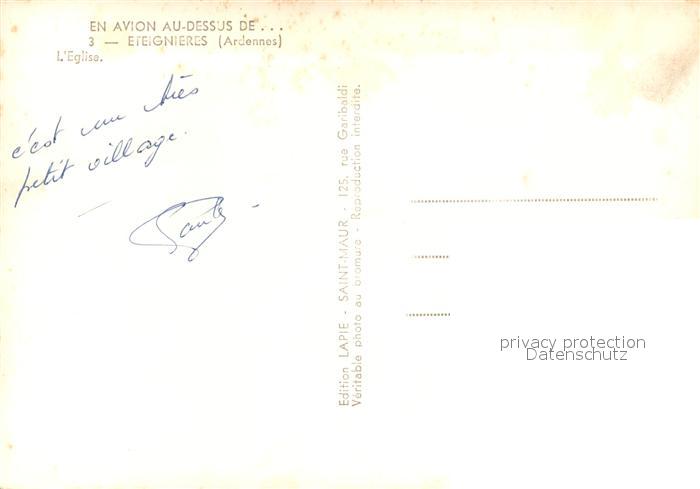 EN AVION AU-DESSUS DE . . .
3 — ETEIGNIERES (Ardennes)
L'Eglise.
c'est un très
petit village.
Edition LAPIE - SAINT-MAUR - 125, rue Garibaldi
Véritable photo au bromure - Reproduction interdite.
privacy protection
Datenschutz